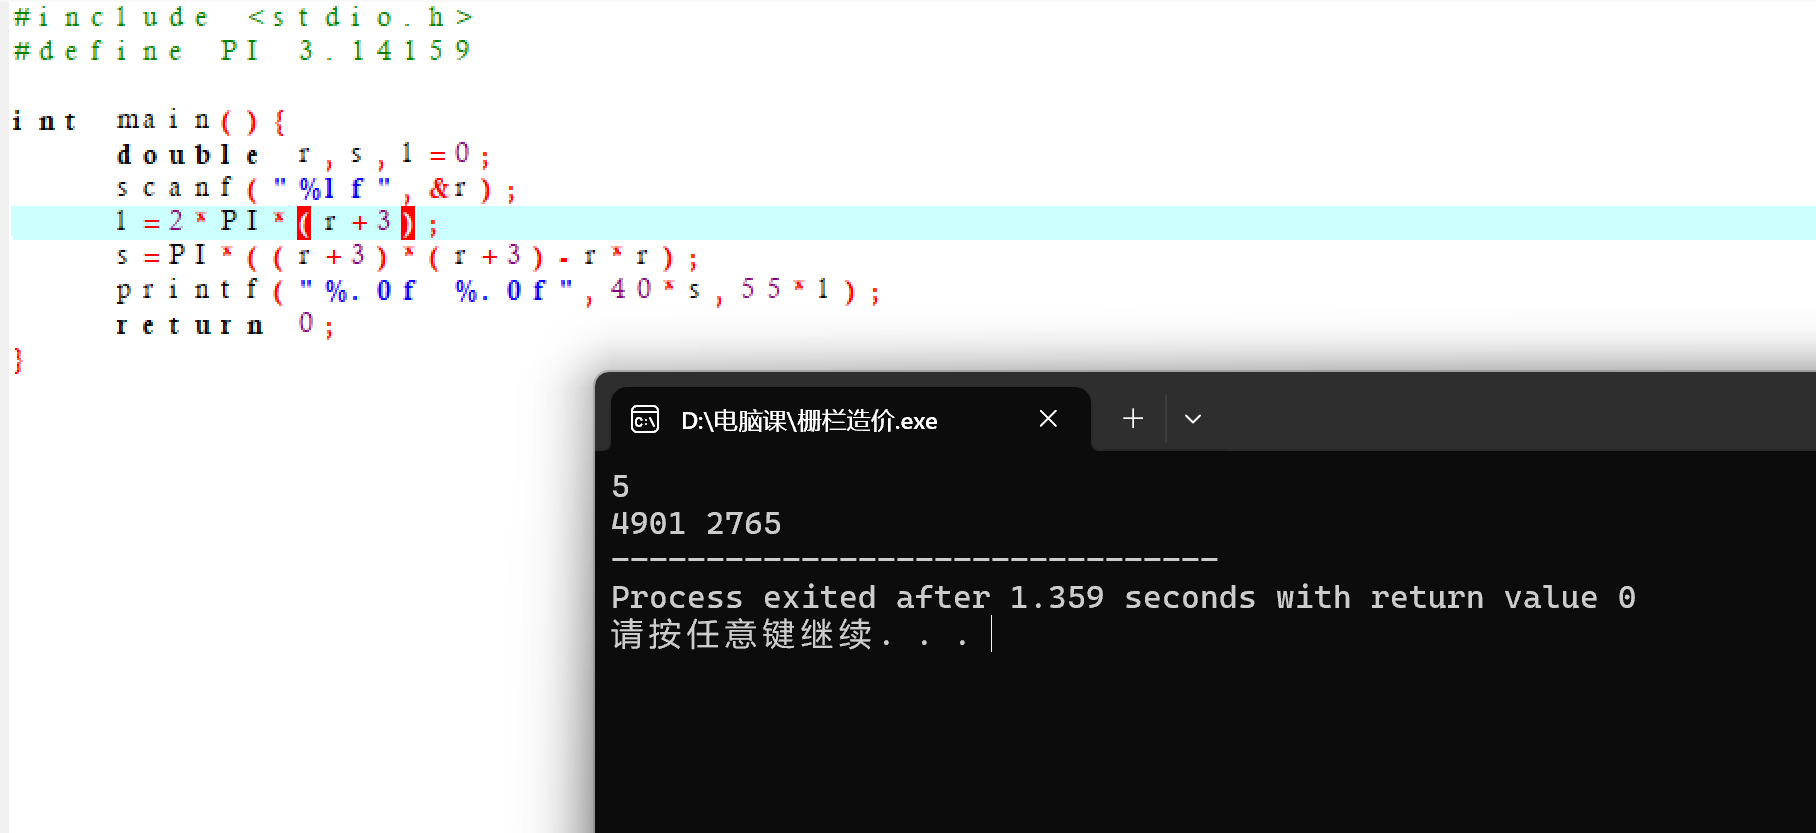 #include <stdio.h>
#define PI 3.14159
int main(){
double r,s,l=0;
scanf("%lf",&r);
l=2*PI*(r+3);
s=PI*((r+3)*(r+3)-r*r);
printf("%.0f %.0f",40*s,55*l);
return 0;
}
D:\电脑课\栅栏造价.exe
5
4901 2765
--------------------------------
Process exited after 1.359 seconds with return value 0
请按任意键继续. . .